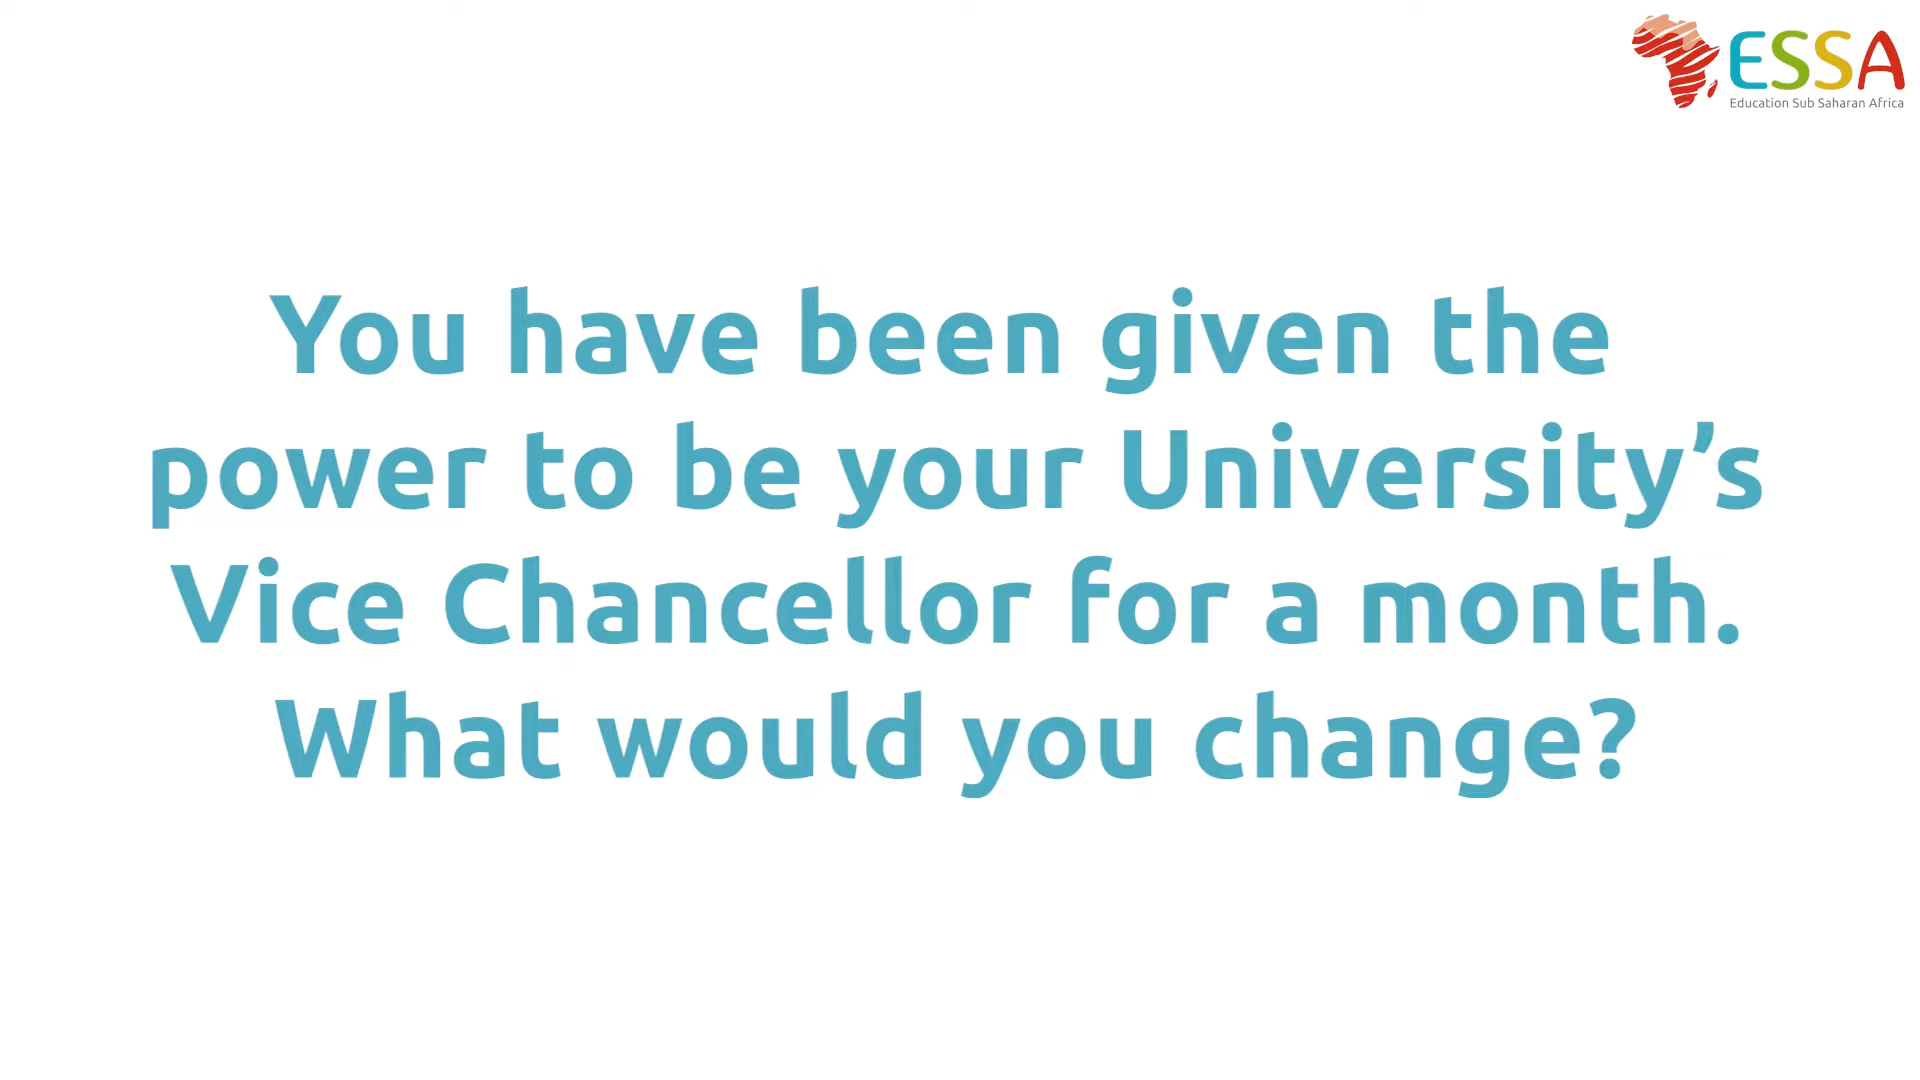 ESSA
Education Sub Saharan Africa
You have been given the
power to be your University’s
Vice Chancellor for a month.
What would you change?